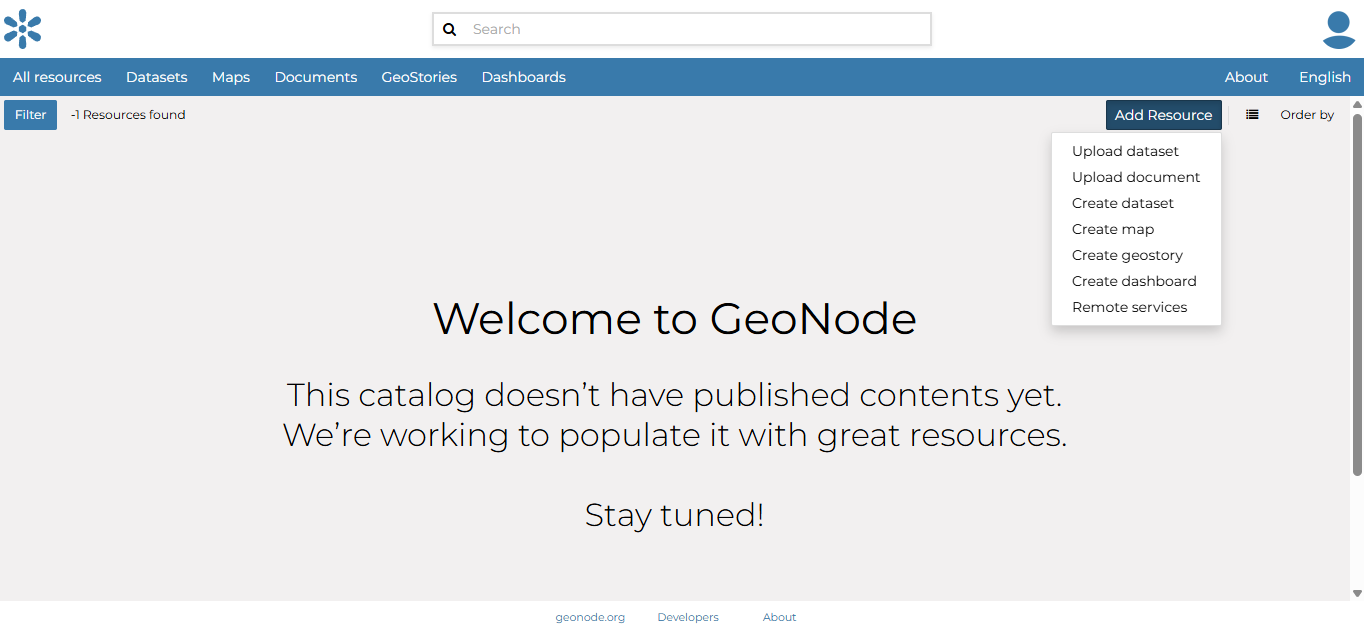 Search
All resources Datasets Maps Documents GeoStories Dashboards About English
Filter -1 Resources found Add Resource Order by
Upload dataset
Upload document
Create dataset
Create map
Create geostory
Create dashboard
Remote services
Welcome to GeoNode
This catalog doesn’t have published contents yet.
We’re working to populate it with great resources.
Stay tuned!
geonode.org Developers About